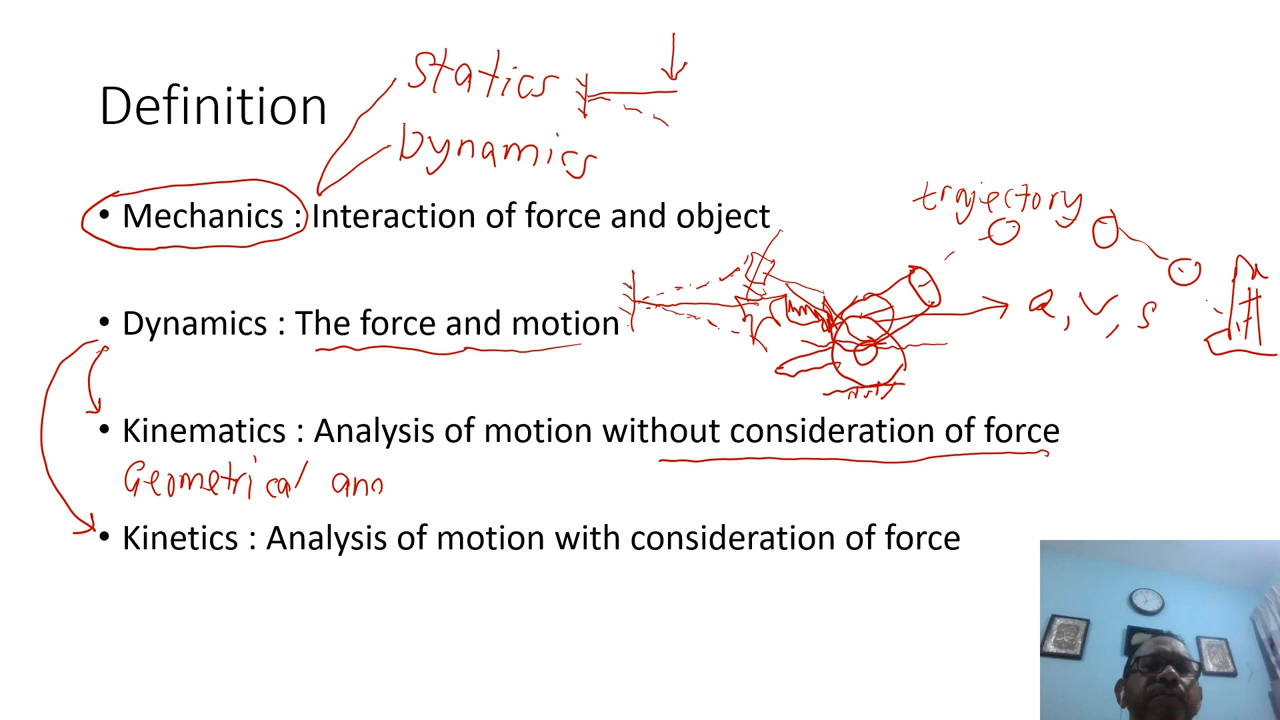 Statics
Definition
Dynamics
• Mechanics : Interaction of force and object
trajectory
• Dynamics : The force and motion
a, v, s
• Kinematics : Analysis of motion without consideration of force
Geometrical
• Kinetics : Analysis of motion with consideration of force